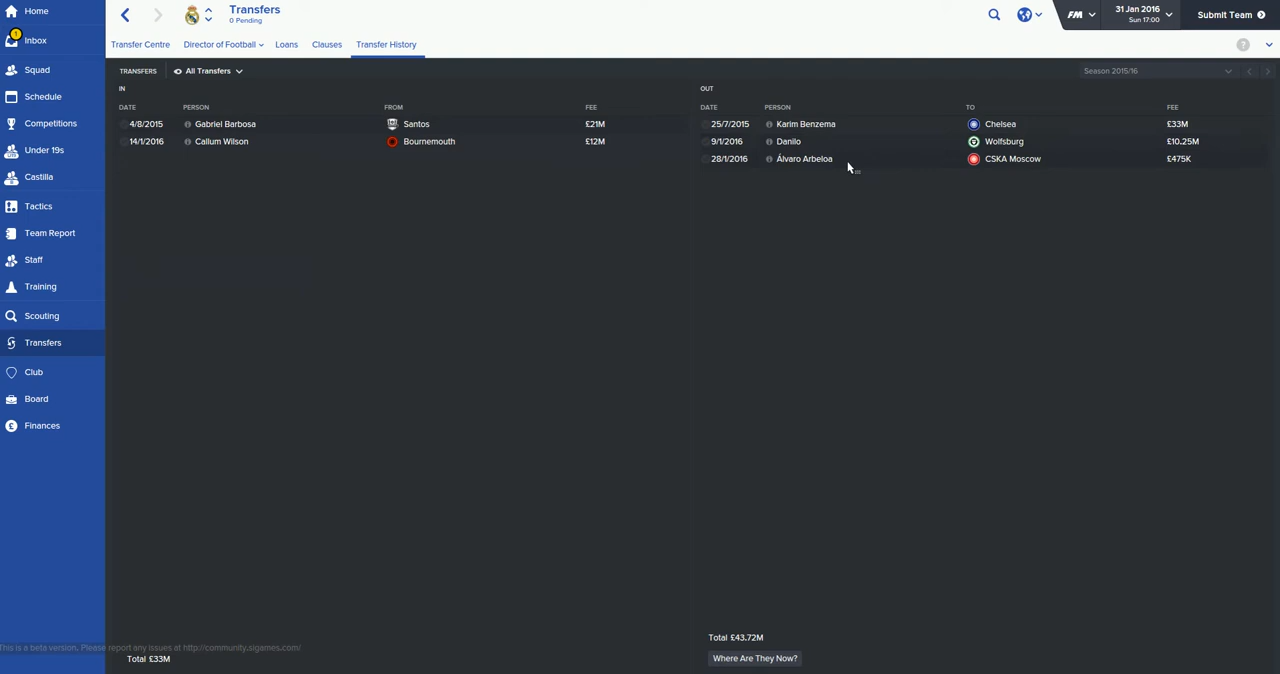 Home
Inbox
1
Squad
Schedule
Competitions
Under 19s
Castilla
Tactics
Team Report
Staff
Training
Scouting
Transfers
Club
Board
Finances
Transfers
0 Pending
FM
31 Jan 2016
Sun 17:00
Submit Team
Transfer Centre
Director of Football
Loans
Clauses
Transfer History
?
TRANSFERS
All Transfers
Season 2015/16
IN
DATE PERSON FROM FEE
4/8/2015 Gabriel Barbosa Santos £21M
14/1/2016 Callum Wilson Bournemouth £12M
Total £33M
OUT
DATE PERSON TO FEE
25/7/2015 Karim Benzema Chelsea £33M
9/1/2016 Danilo Wolfsburg £10.25M
28/1/2016 Álvaro Arbeloa CSKA Moscow £475K
Total £43.72M
Where Are They Now?
This is a beta version. Please report any issues at http://community.sigames.com/